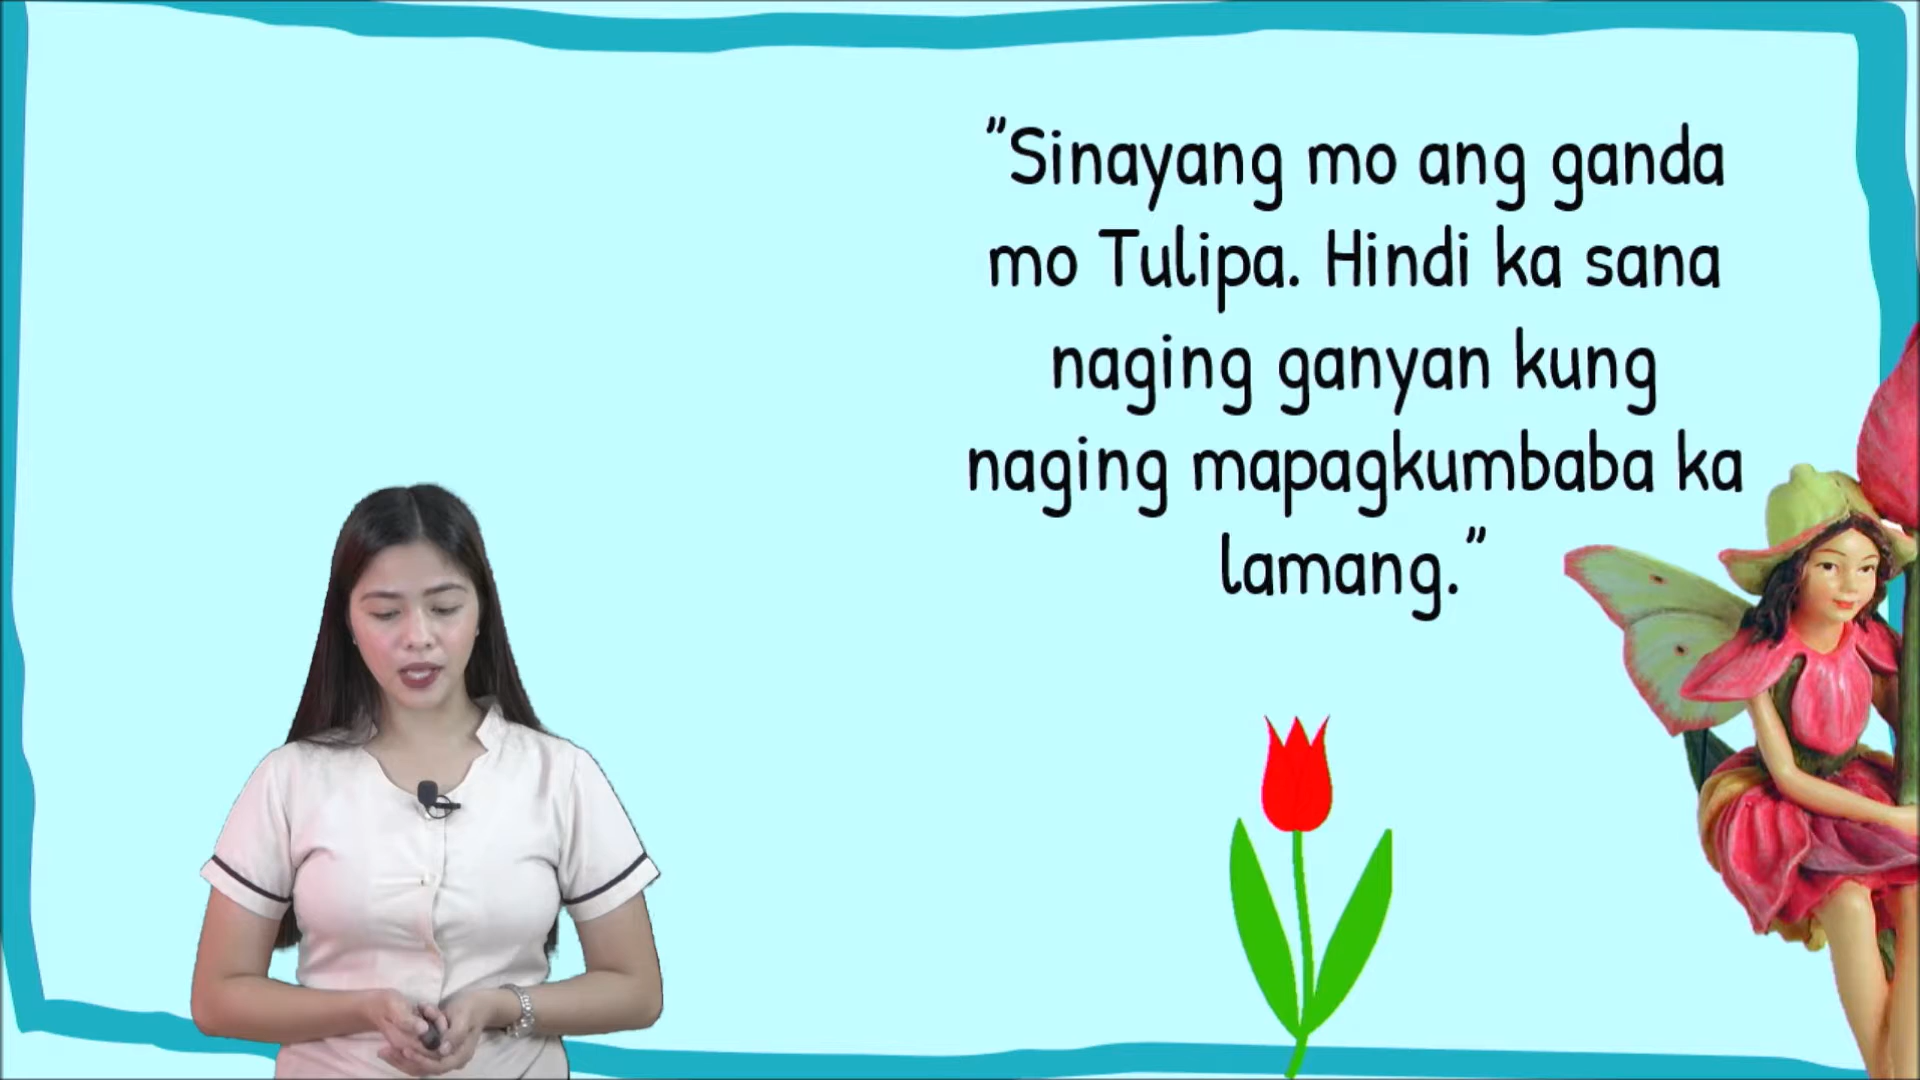 "Sinayang mo ang ganda
mo Tulipa. Hindi ka sana
naging ganyan kung
naging mapagkumbaba ka
lamang."